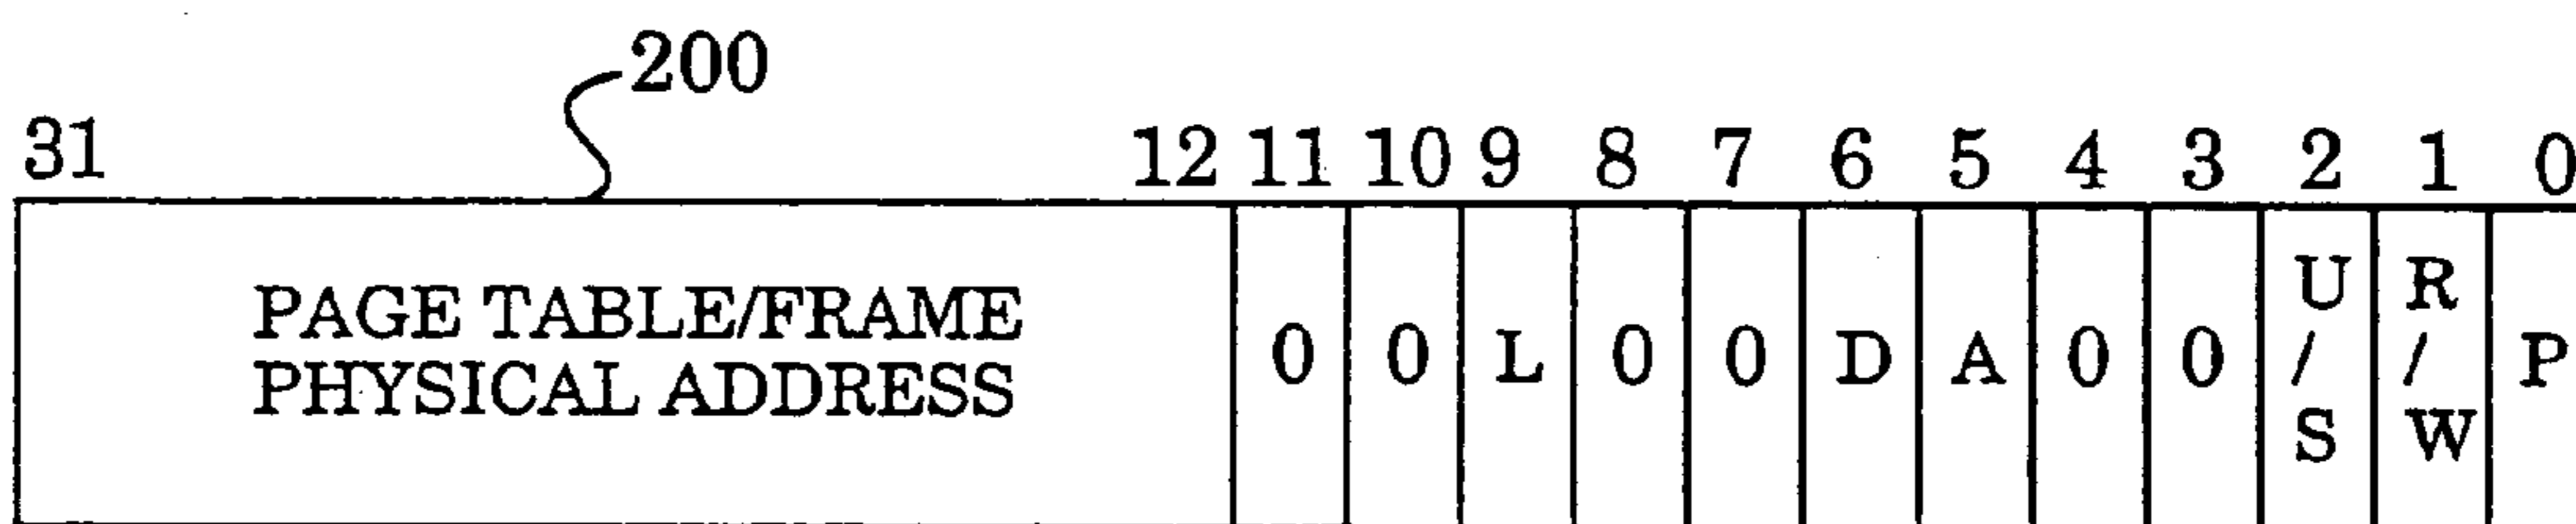 200
31 12 11 10 9 8 7 6 5 4 3 2 1 0
PAGE TABLE/FRAME
PHYSICAL ADDRESS
0 0 L 0 0 D A 0 0 U/S R/W P